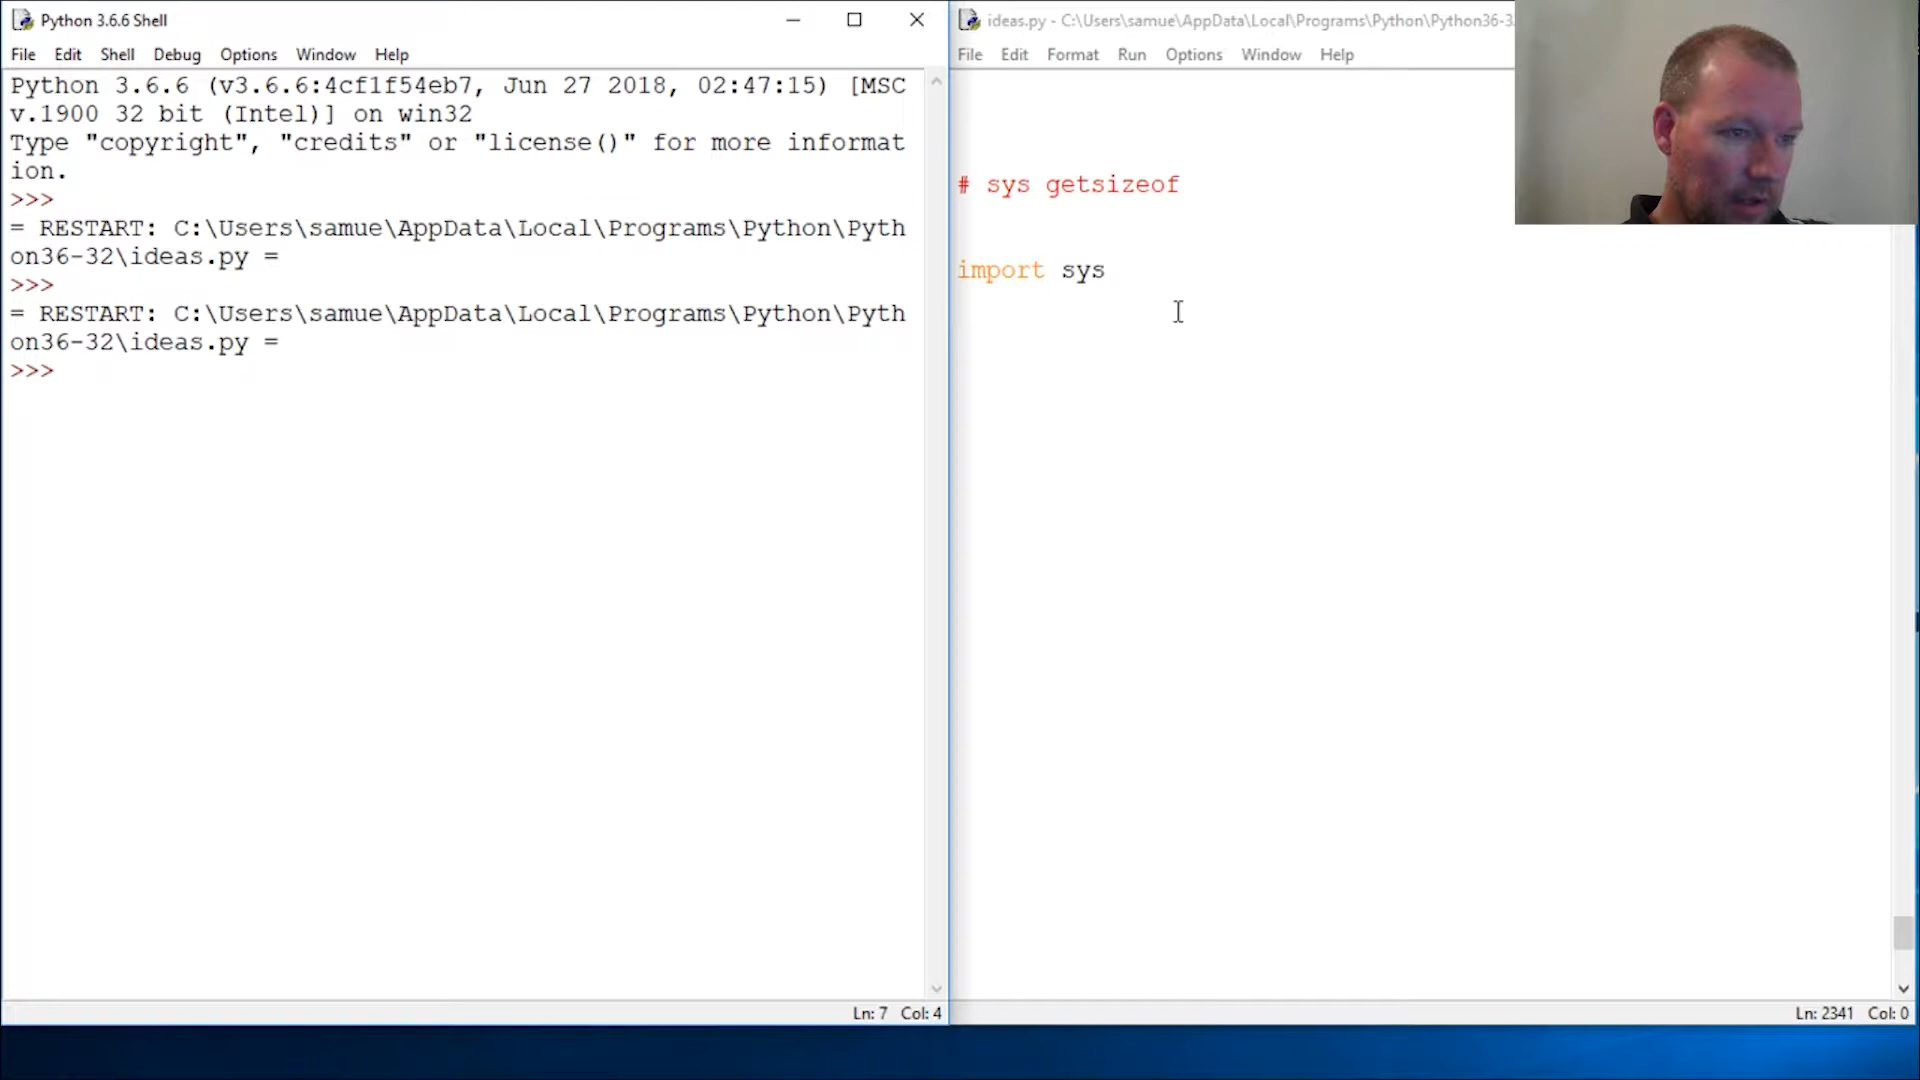 Python 3.6.6 Shell
File Edit Shell Debug Options Window Help
Python 3.6.6 (v3.6.6:4cf1f54eb7, Jun 27 2018, 02:47:15) [MSC
v.1900 32 bit (Intel)] on win32
Type "copyright", "credits" or "license()" for more informat
ion.
>>>
= RESTART: C:\Users\samue\AppData\Local\Programs\Python\Pyth
on36-32\ideas.py =
>>>
= RESTART: C:\Users\samue\AppData\Local\Programs\Python\Pyth
on36-32\ideas.py =
>>>
Ln: 7 Col: 4
ideas.py - C:\Users\samue\AppData\Local\Programs\Python\Python36-3
File Edit Format Run Options Window Help
# sys getsizeof
import sys
Ln: 2341 Col: 0